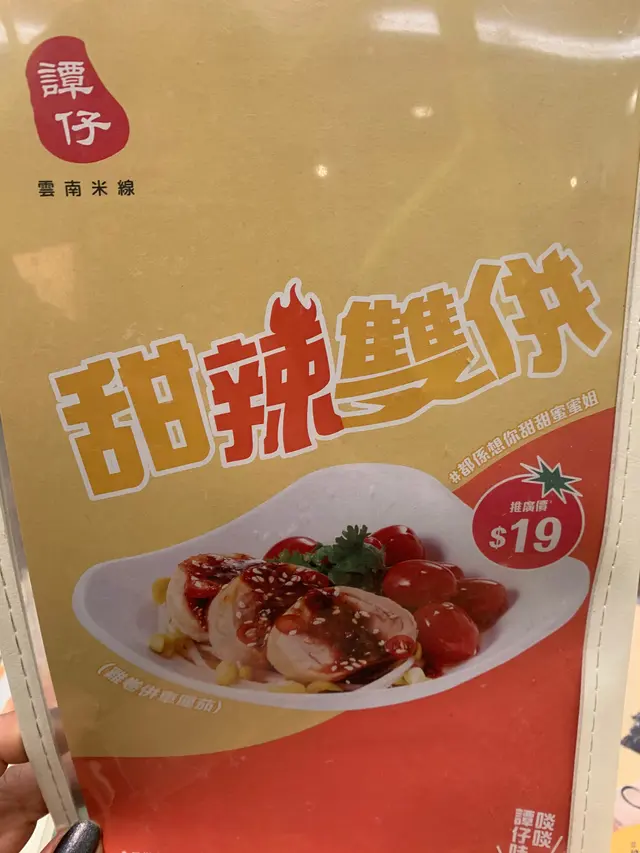 譚
仔
雲南米線
甜辣雙併
#都係想你甜甜蜜蜜姐
推廣價
$19
(雞卷併車厘茄)
啖啖
譚仔味